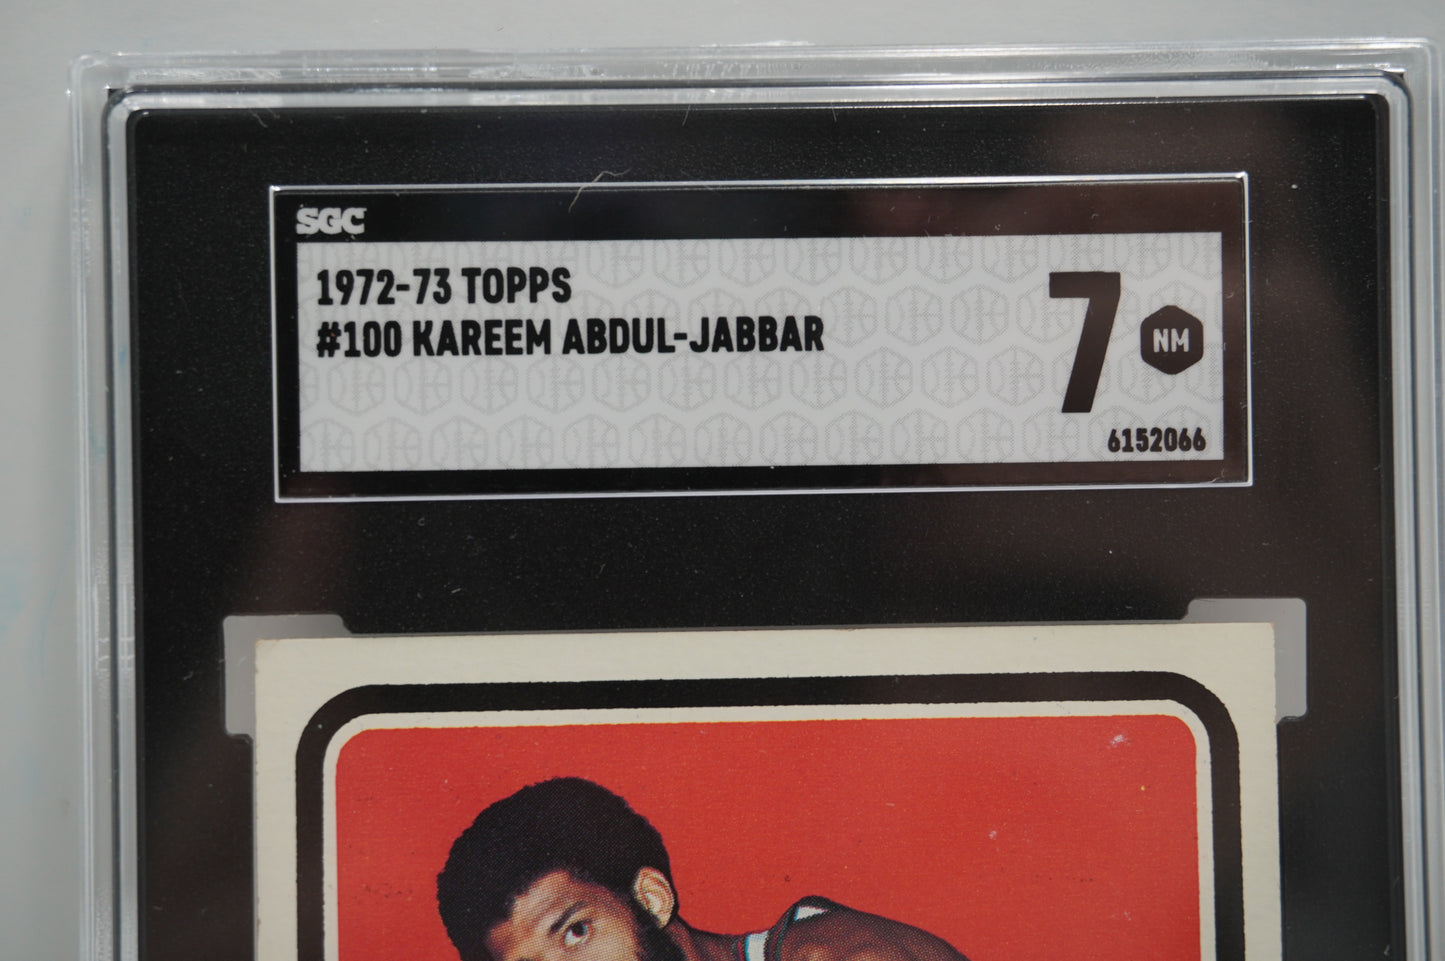 SGC
1972-73 TOPPS
#100 KAREEM ABDUL-JABBAR
7
NM
6152066